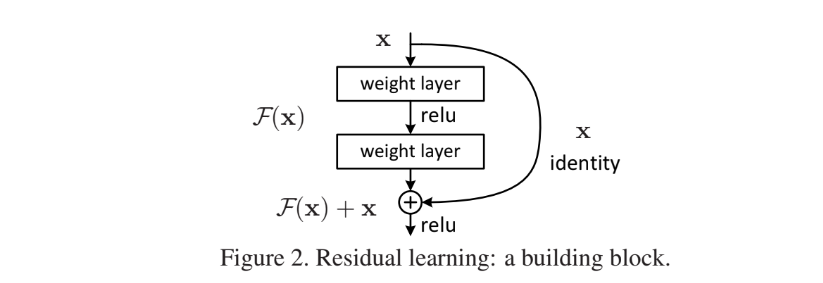 x
weight layer
F(x)
relu
x
weight layer
identity
F(x) + x
+
relu
Figure 2. Residual learning: a building block.